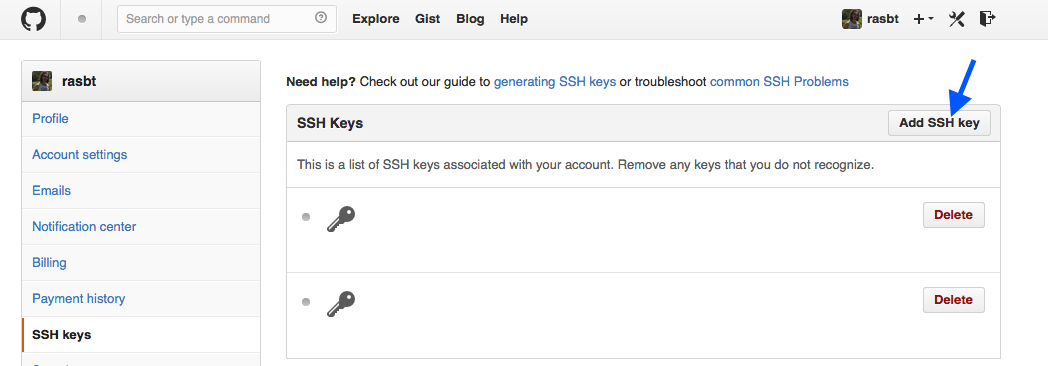 Search or type a command
Explore Gist Blog Help
rasbt
rasbt
Profile
Account settings
Emails
Notification center
Billing
Payment history
SSH keys
Need help? Check out our guide to generating SSH keys or troubleshoot common SSH Problems
SSH Keys
Add SSH key
This is a list of SSH keys associated with your account. Remove any keys that you do not recognize.
Delete
Delete